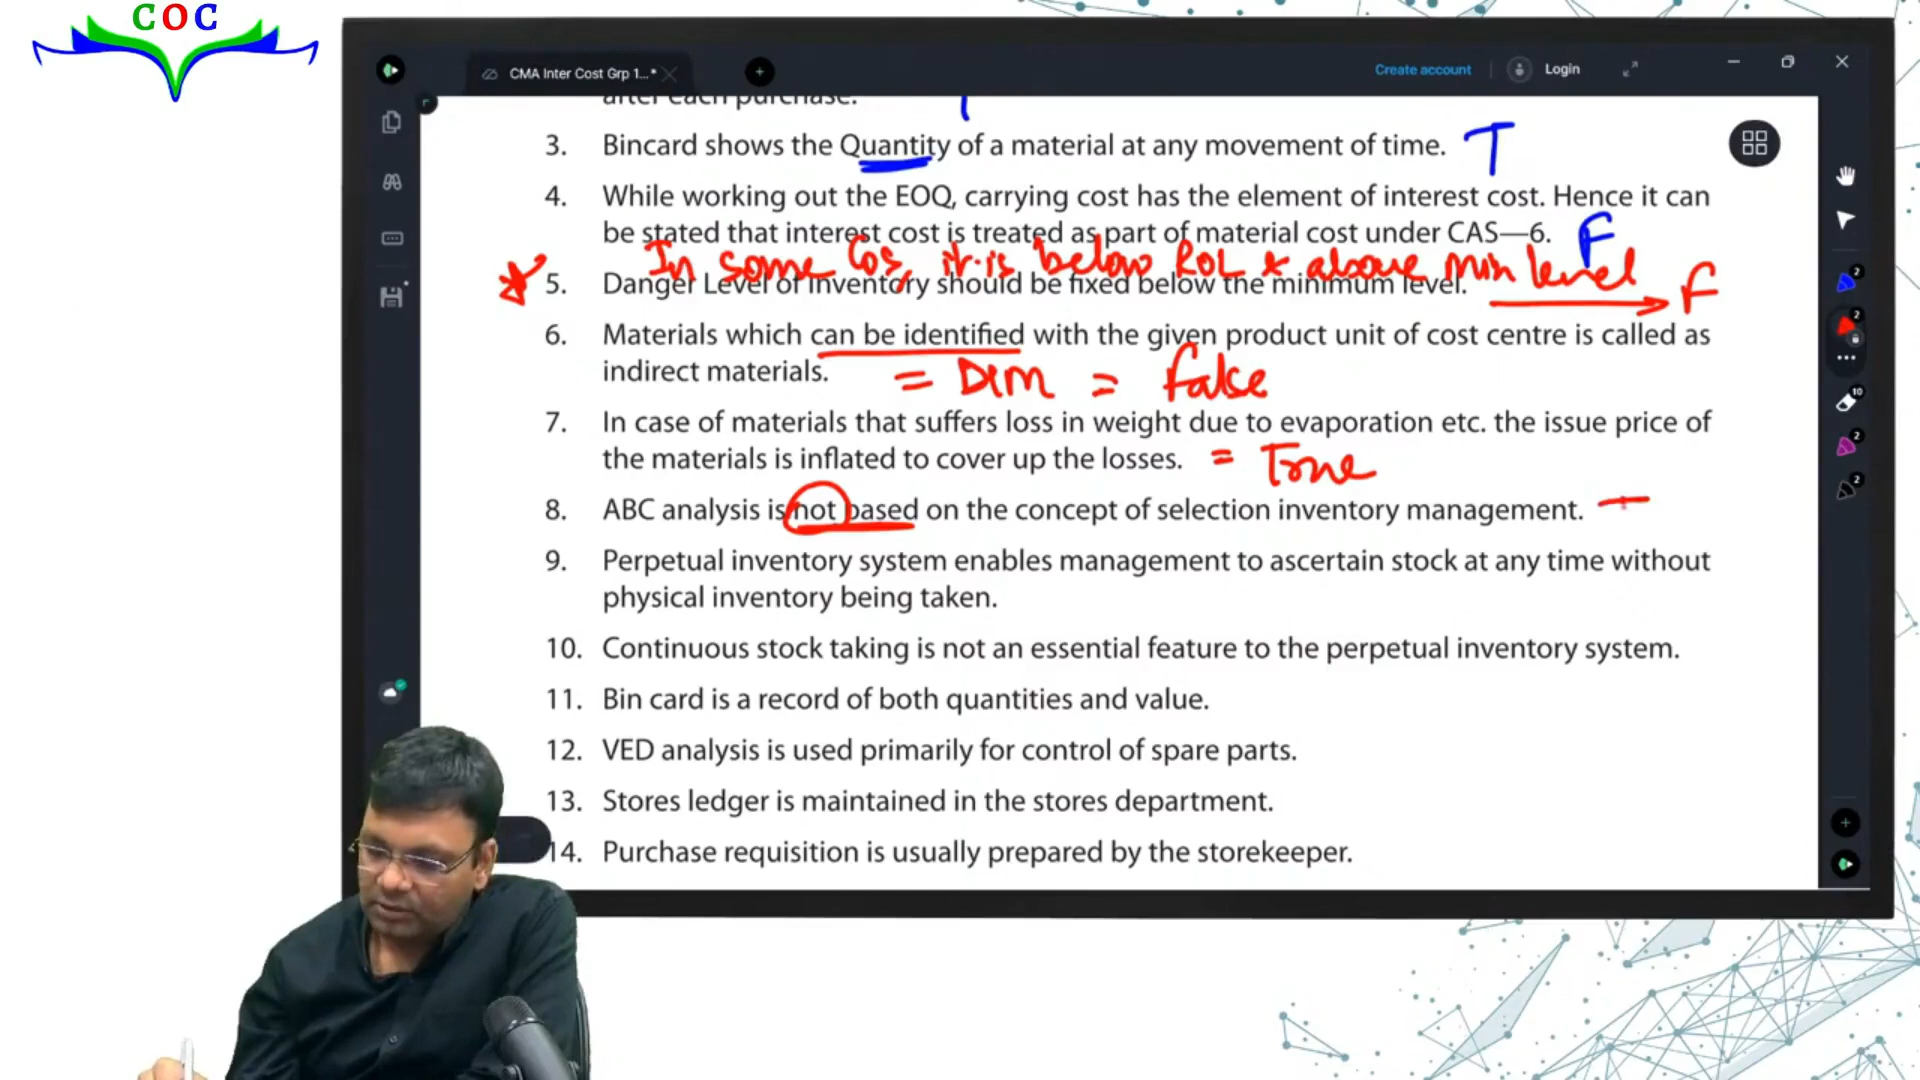 COC
CMA Inter Cost Grp 1...*
Create account
Login
after each purchase.
3. Bincard shows the Quantity of a material at any movement of time. T
4. While working out the EOQ, carrying cost has the element of interest cost. Hence it can
be stated that interest cost is treated as part of material cost under CAS—6. F
In some Cos, it is below ROL & above Min level
5. Danger Level of Inventory should be fixed below the minimum level. F
6. Materials which can be identified with the given product unit of cost centre is called as
indirect materials. = DIM = False
7. In case of materials that suffers loss in weight due to evaporation etc. the issue price of
the materials is inflated to cover up the losses. = True
8. ABC analysis is not based on the concept of selection inventory management.
9. Perpetual inventory system enables management to ascertain stock at any time without
physical inventory being taken.
10. Continuous stock taking is not an essential feature to the perpetual inventory system.
11. Bin card is a record of both quantities and value.
12. VED analysis is used primarily for control of spare parts.
13. Stores ledger is maintained in the stores department.
14. Purchase requisition is usually prepared by the storekeeper.
2
2
10
2
2